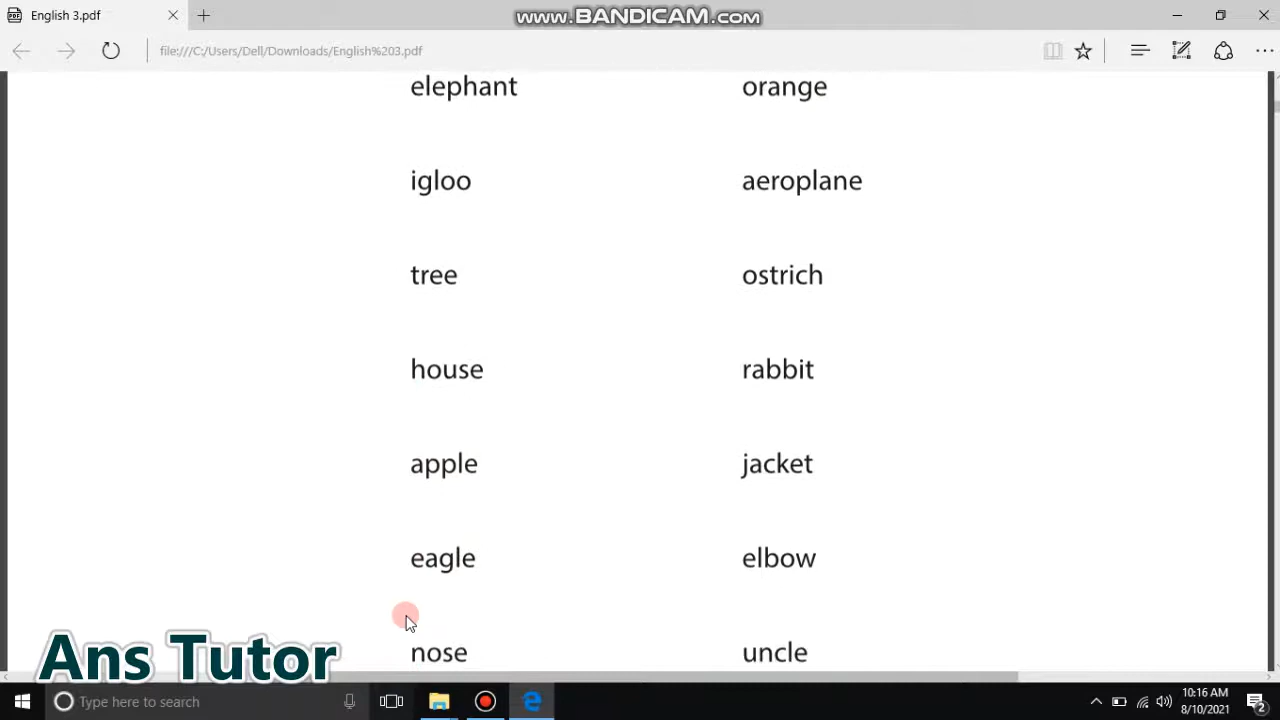 English 3.pdf
www.BANDICAM.com
file:///C:/Users/Dell/Downloads/English%203.pdf
elephant orange
igloo aeroplane
tree ostrich
house rabbit
apple jacket
eagle elbow
nose uncle
Ans Tutor
Type here to search
10:16 AM
8/10/2021
2